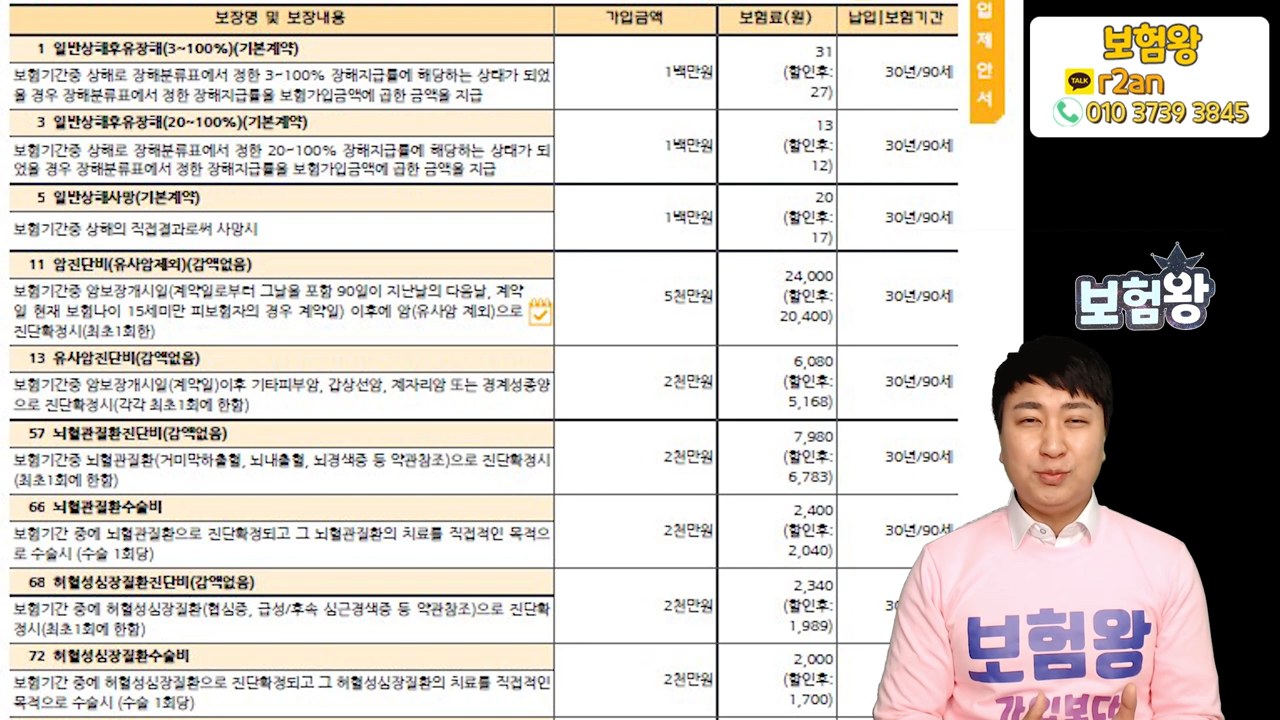 보장명 및 보장내용 가입금액 보험료(원) 납입|보험기간
1 일반상해후유장해(3~100%)(기본계약)
보험기간중 상해로 장해분류표에서 정한 3~100% 장해지급률에 해당하는 상태가 되었
을 경우 장해분류표에서 정한 장해지급률을 보험가입금액에 곱한 금액을 지급
1백만원
31
(할인후:
27)
30년/90세
3 일반상해후유장해(20~100%)(기본계약)
보험기간중 상해로 장해분류표에서 정한 20~100% 장해지급률에 해당하는 상태가 되
었을 경우 장해분류표에서 정한 장해지급률을 보험가입금액에 곱한 금액을 지급
1백만원
13
(할인후:
12)
30년/90세
5 일반상해사망(기본계약)
보험기간중 상해의 직접결과로써 사망시
1백만원
20
(할인후:
17)
30년/90세
11 암진단비(유사암제외)(감액없음)
보험기간중 암보장개시일(계약일로부터 그날을 포함 90일이 지난날의 다음날, 계약
일 현재 보험나이 15세미만 피보험자의 경우 계약일) 이후에 암(유사암 제외)으로
진단확정시(최초1회한)
5천만원
24,000
(할인후:
20,400)
30년/90세
13 유사암진단비(감액없음)
보험기간중 암보장개시일(계약일)이후 기타피부암, 갑상선암, 제자리암 또는 경계성종양
으로 진단확정시(각각 최초1회에 한함)
2천만원
6,080
(할인후:
5,168)
30년/90세
57 뇌혈관질환진단비(감액없음)
보험기간중 뇌혈관질환(거미막하출혈, 뇌내출혈, 뇌경색증 등 약관참조)으로 진단확정시
(최초1회에 한함)
2천만원
7,980
(할인후:
6,783)
30년/90세
66 뇌혈관질환수술비
보험기간 중에 뇌혈관질환으로 진단확정되고 그 뇌혈관질환의 치료를 직접적인 목적으
로 수술시 (수술 1회당)
2천만원
2,400
(할인후:
2,040)
30년/90세
68 허혈성심장질환진단비(감액없음)
보험기간 중에 허혈성심장질환(협심증, 급성/후속 심근경색증 등 약관참조)으로 진단확
정시(최초1회에 한함)
2천만원
2,340
(할인후:
1,989)
30
72 허혈성심장질환수술비
보험기간 중에 허혈성심장질환으로 진단확정되고 그 허혈성심장질환의 치료를 직접적인
목적으로 수술시 (수술 1회당)
2천만원
2,000
(할인후:
1,700)
입
제
안
서
보험왕
TALK r2an
010 3739 3845
보험왕
보험왕